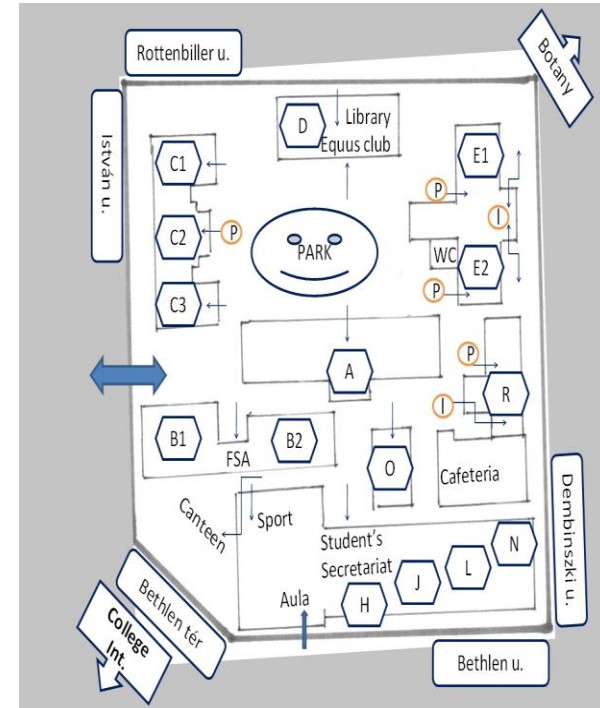 Rottenbiller u.
Botany
István u.
D
Library
Equus club
C1
E1
P
C2
P
I
PARK
WC
E2
C3
P
A
P
R
I
B1
B2
FSA
O
Cafeteria
Dembinszki u.
Canteen
Sport
Student's
Secretariat
N
L
J
H
Aula
Bethlen tér
College
Int.
Bethlen u.